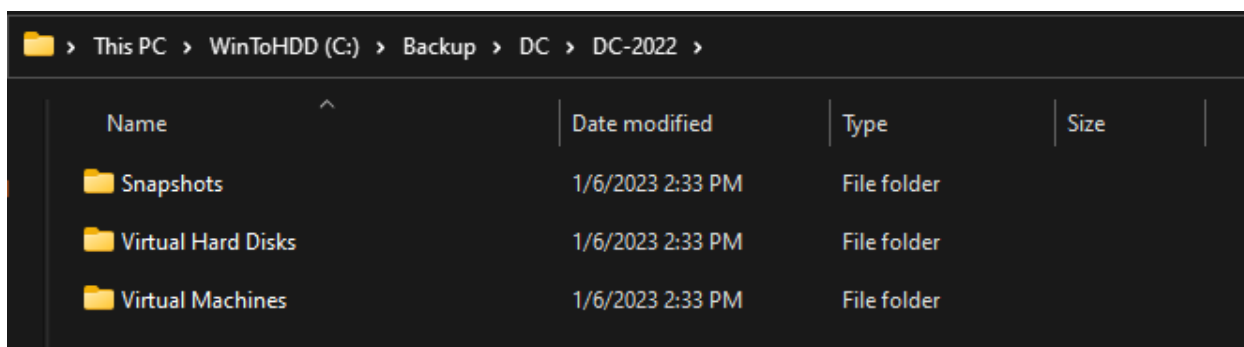 This PC > WinToHDD (C:) > Backup > DC > DC-2022 >
Name Date modified Type Size
Snapshots 1/6/2023 2:33 PM File folder
Virtual Hard Disks 1/6/2023 2:33 PM File folder
Virtual Machines 1/6/2023 2:33 PM File folder